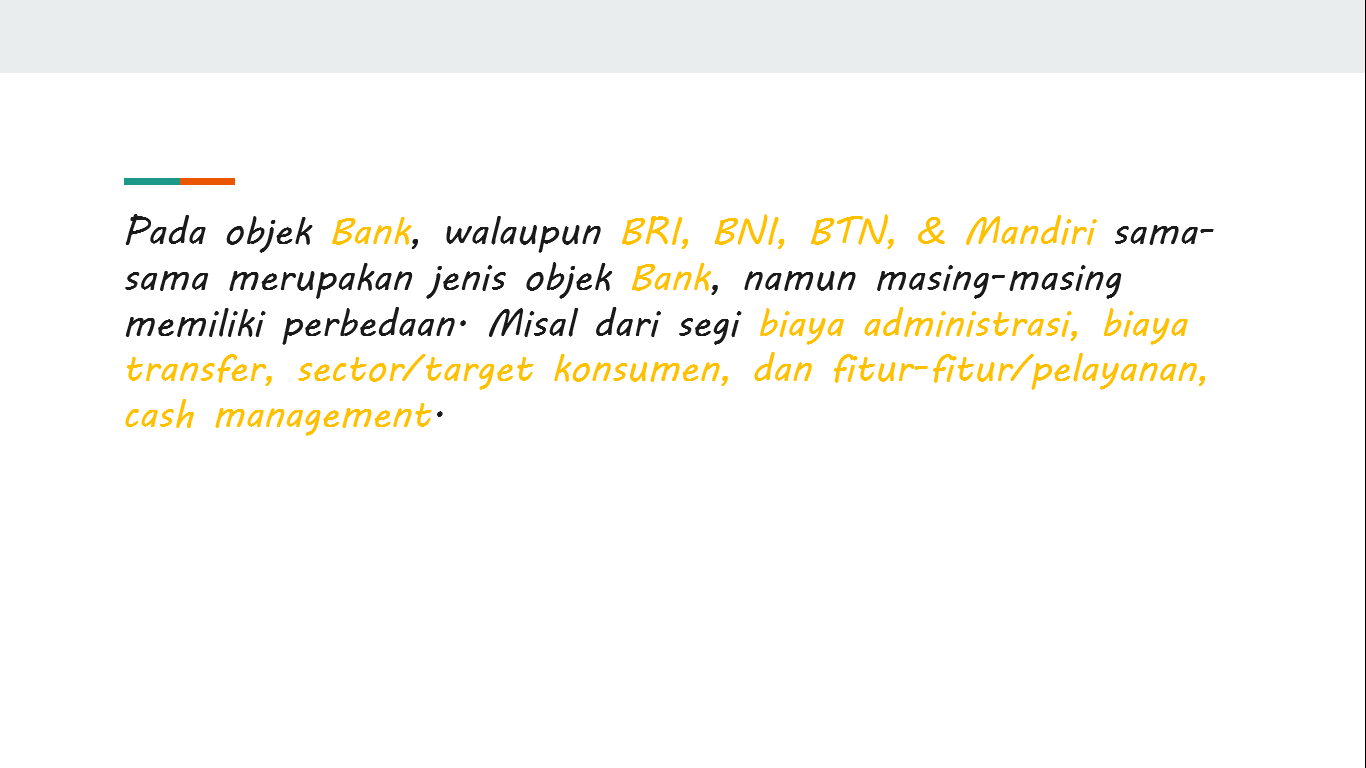 Pada objek Bank, walaupun BRI, BNI, BTN, & Mandiri sama-
sama merupakan jenis objek Bank, namun masing-masing
memiliki perbedaan. Misal dari segi biaya administrasi, biaya
transfer, sector/target konsumen, dan fitur-fitur/pelayanan,
cash management.